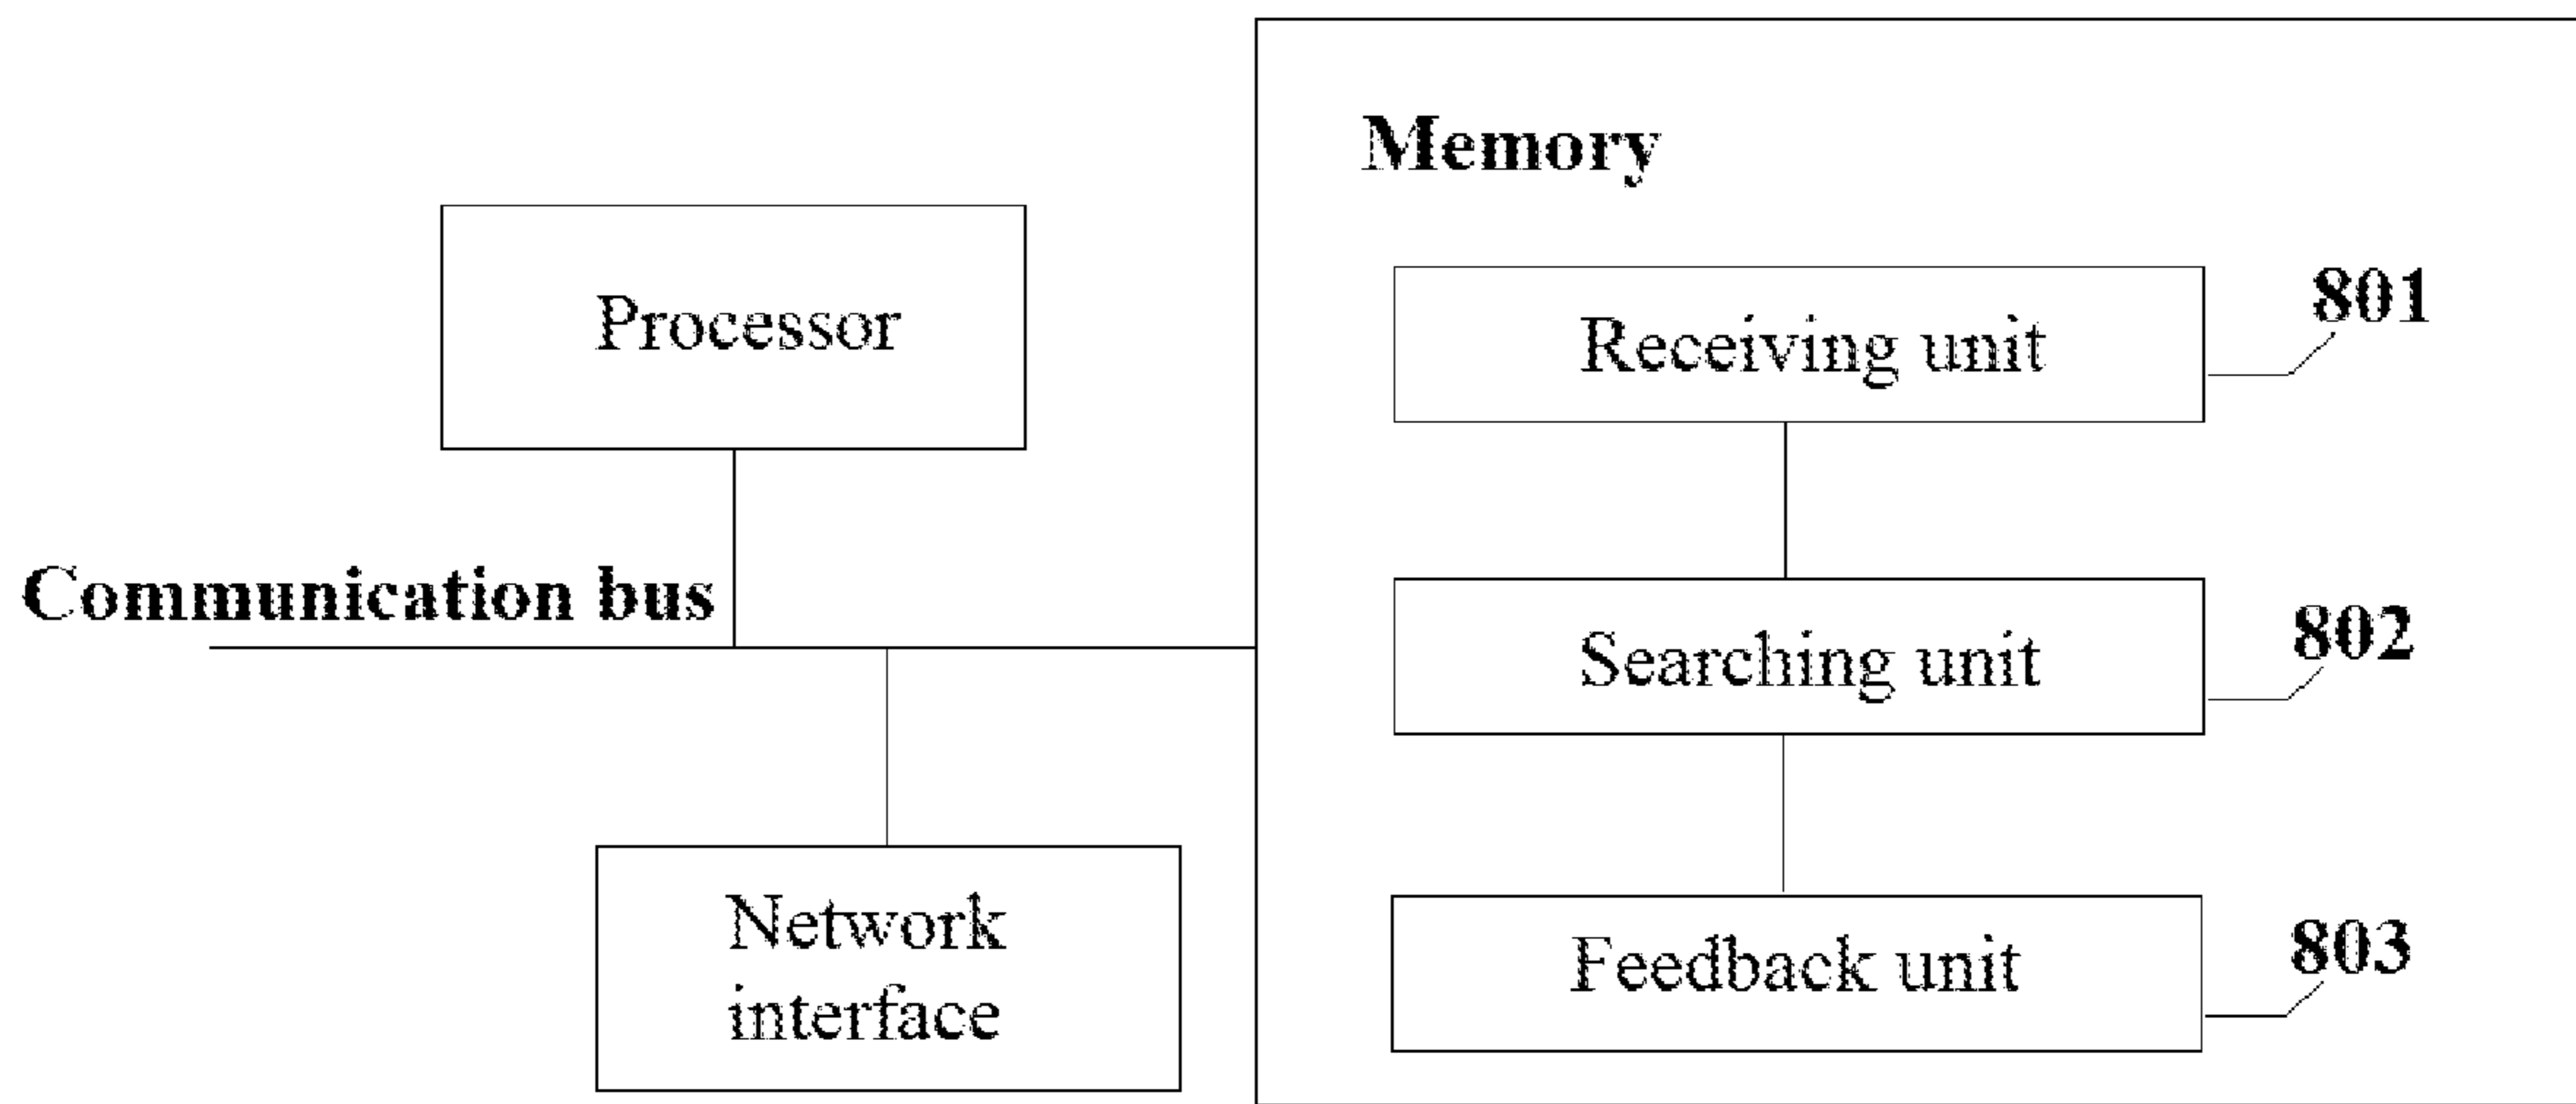 Memory
Processor
Receiving unit
801
Communication bus
Searching unit
802
Network
interface
Feedback unit
803